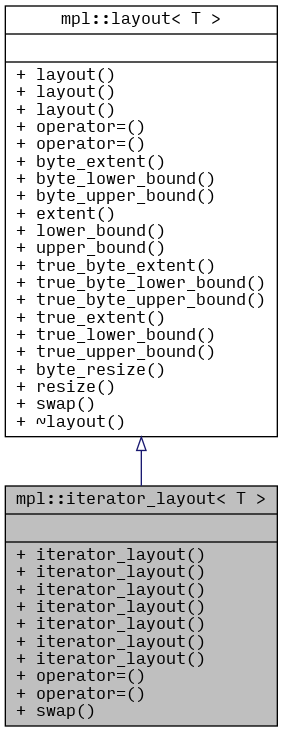 mpl::layout< T >
+ layout()
+ layout()
+ layout()
+ operator=()
+ operator=()
+ byte_extent()
+ byte_lower_bound()
+ byte_upper_bound()
+ extent()
+ lower_bound()
+ upper_bound()
+ true_byte_extent()
+ true_byte_lower_bound()
+ true_byte_upper_bound()
+ true_extent()
+ true_lower_bound()
+ true_upper_bound()
+ byte_resize()
+ resize()
+ swap()
+ ~layout()
mpl::iterator_layout< T >
+ iterator_layout()
+ iterator_layout()
+ iterator_layout()
+ iterator_layout()
+ iterator_layout()
+ iterator_layout()
+ iterator_layout()
+ operator=()
+ operator=()
+ swap()